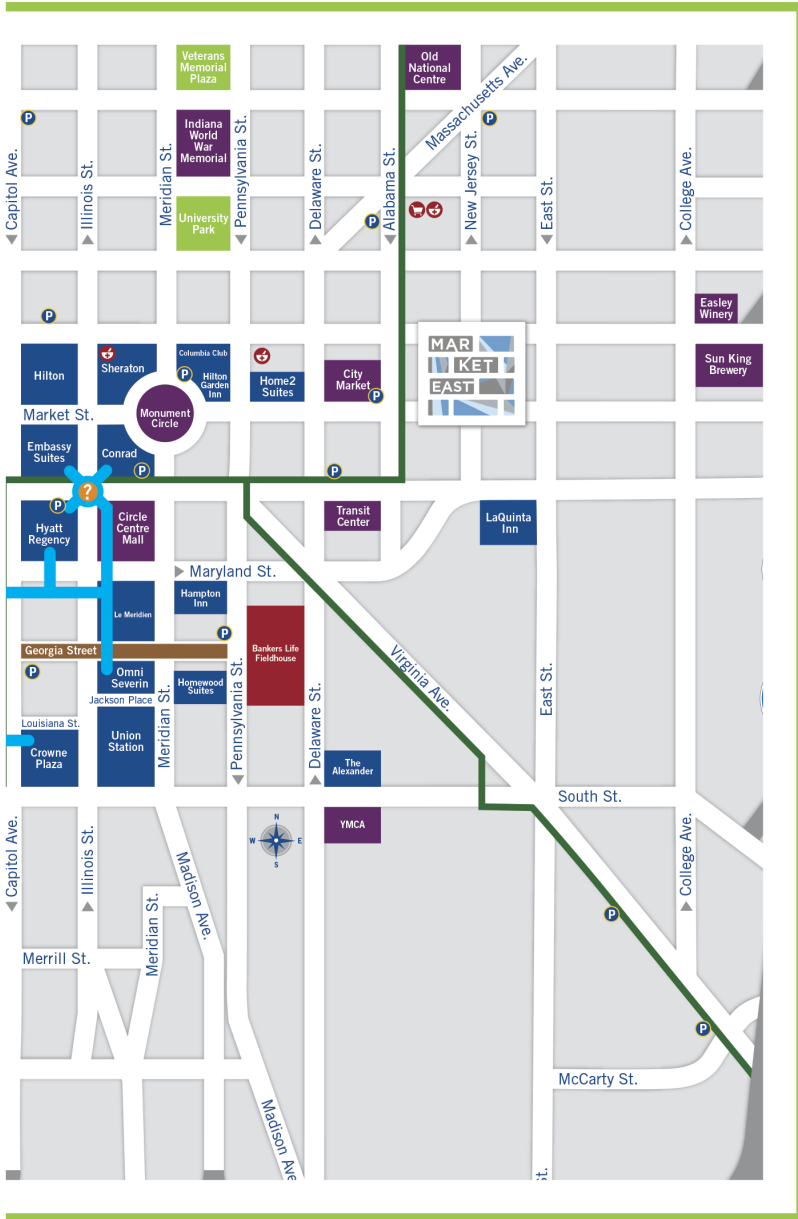 Veterans
Memorial
Plaza
Old
National
Centre
Massachusetts Ave.
P
P
Indiana
World
War
Memorial
Capitol Ave.
Illinois St.
Meridian St.
Pennsylvania St.
Delaware St.
Alabama St.
New Jersey St.
East St.
College Ave.
University
Park
P
P
Easley
Winery
Hilton
Sheraton
Columbia Club
P
Hilton
Garden
Inn
Home2
Suites
City
Market
P
MAR
KET
EAST
Sun King
Brewery
Market St.
Monument
Circle
Embassy
Suites
Conrad
P
P
?
P
Hyatt
Regency
Circle
Centre
Mall
Transit
Center
LaQuinta
Inn
Maryland St.
Hampton
Inn
Le Meridien
P
Georgia Street
Bankers Life
Fieldhouse
Virginia Ave.
P
Omni
Severin
Homewood
Suites
Jackson Place
Meridian St.
Pennsylvania St.
Delaware St.
East St.
Louisiana St.
Crowne
Plaza
Union
Station
The
Alexander
South St.
YMCA
N
W
E
S
Capitol Ave.
Illinois St.
Madison Ave.
College Ave.
Meridian St.
P
Merrill St.
P
McCarty St.
Madison Ave
St.